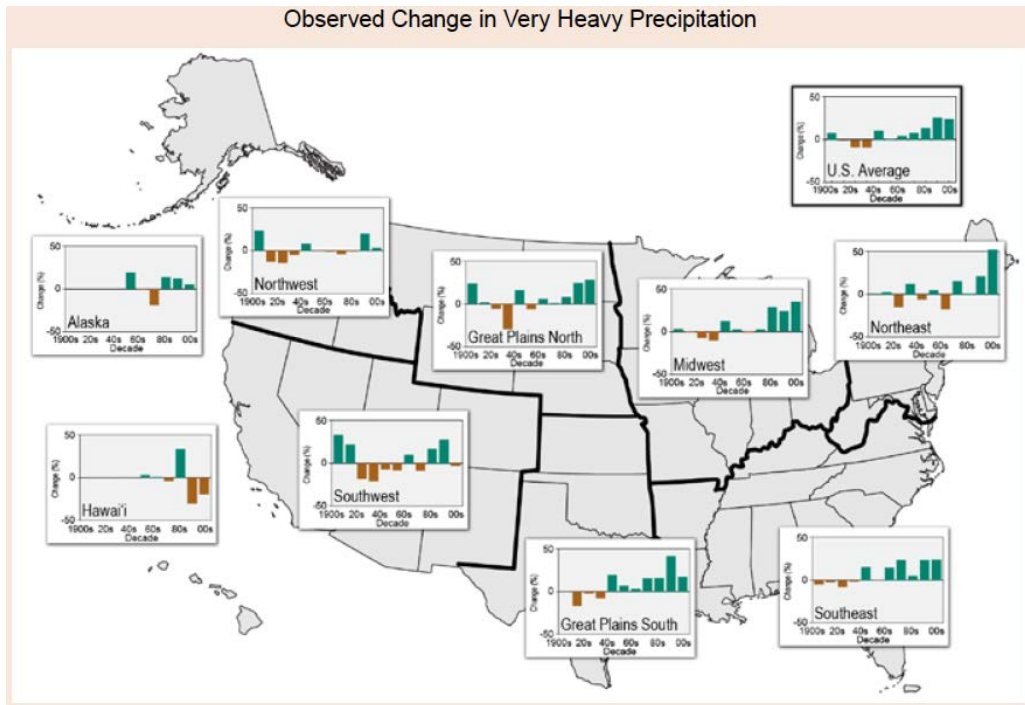 Observed Change in Very Heavy Precipitation
50
Change (%)
-50
U.S. Average
1900s 20s 40s 60s 80s 00s
Decade
50
Change (%)
0
-50
Northwest
1900s 20s 40s 60s 80s 00s
Decade
50
Change (%)
0
-50
Alaska
1900s 20s 40s 60s 80s 00s
Decade
50
Change (%)
0
-50
Great Plains North
1900s 20s 40s 60s 80s 00s
Decade
50
Change (%)
0
-50
Midwest
1900s 20s 40s 60s 80s 00s
Decade
50
Change (%)
0
-50
Northeast
1900s 20s 40s 60s 80s 00s
Decade
50
Change (%)
0
-50
Hawai'i
1900s 20s 40s 60s 80s 00s
Decade
50
Change (%)
0
-50
Southwest
1900s 20s 40s 60s 80s 00s
Decade
50
Change (%)
0
-50
Great Plains South
1900s 20s 40s 60s 80s 00s
Decade
50
Change (%)
0
-50
Southeast
1900s 20s 40s 60s 80s 00s
Decade